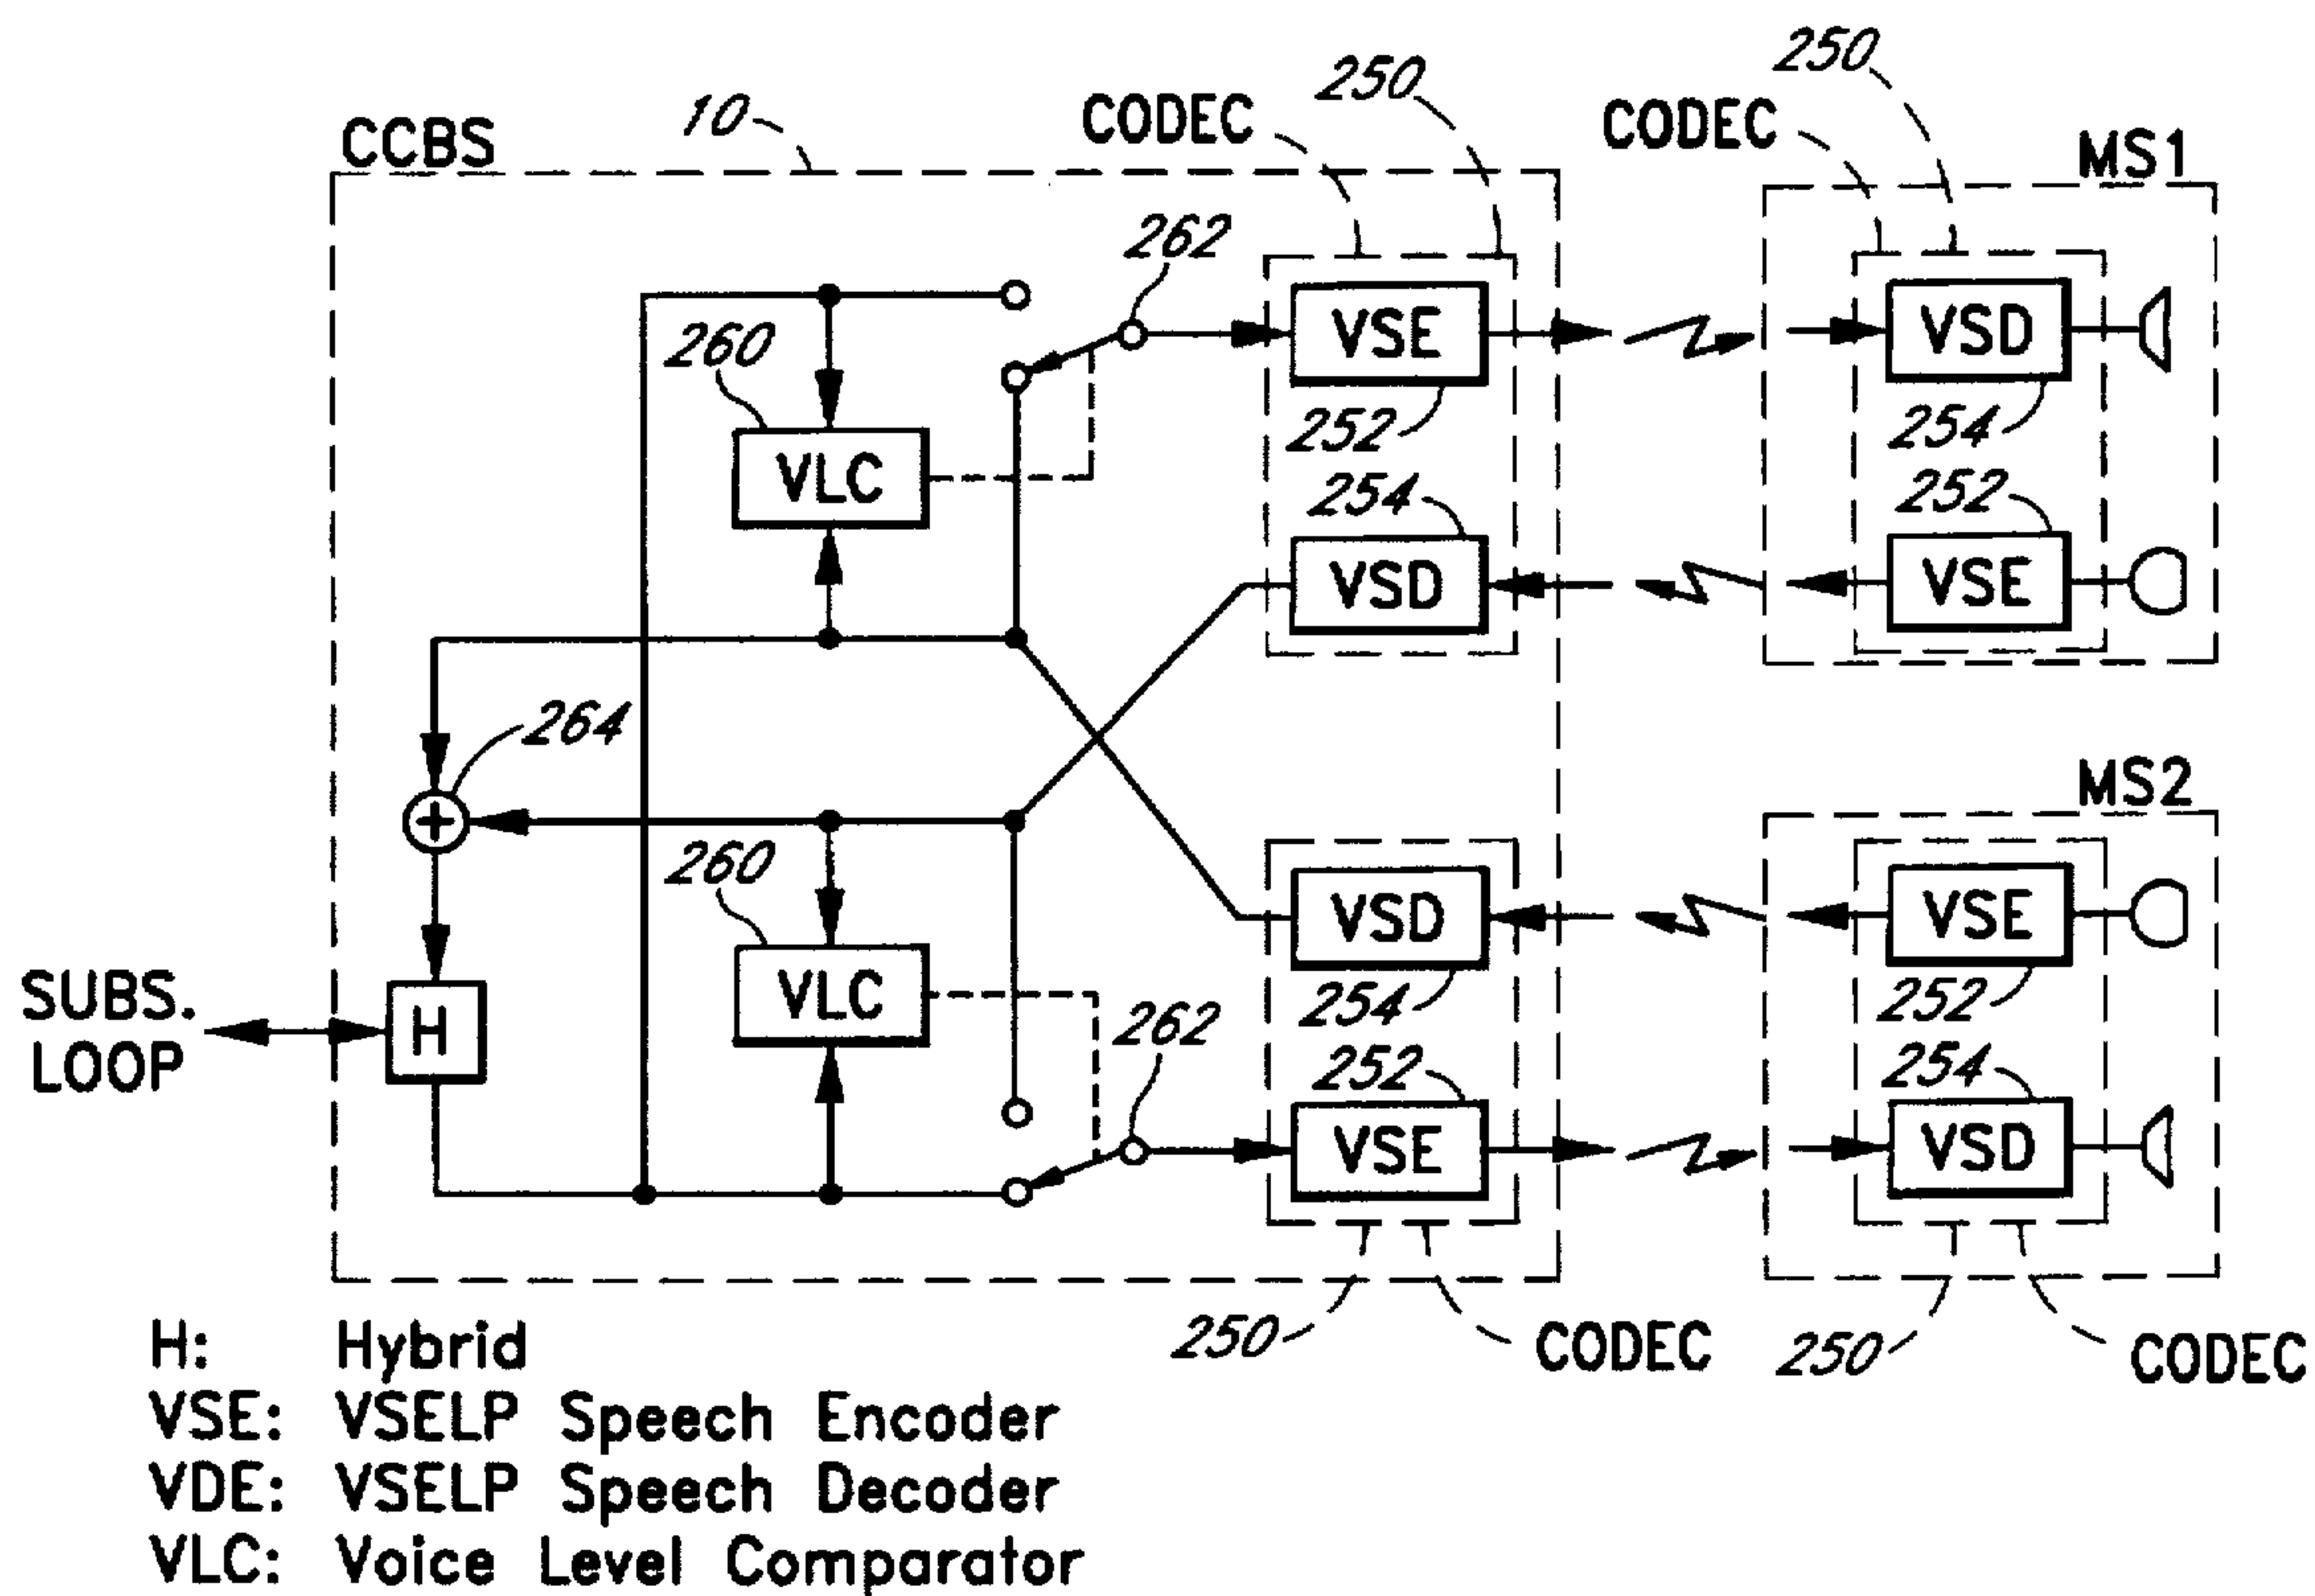 250
250
10
CODEC
CODEC
CCBS
MS1
262
VSE
VSD
260
252
254
VLC
254
252
VSD
VSE
264
MS2
260
VSD
VSE
VLC
254
252
SUBS.
LOOP
H
262
252
254
VSE
VSD
250
CODEC
250
CODEC
H: Hybrid
VSE: VSELP Speech Encoder
VDE: VSELP Speech Decoder
VLC: Voice Level Comparator
+